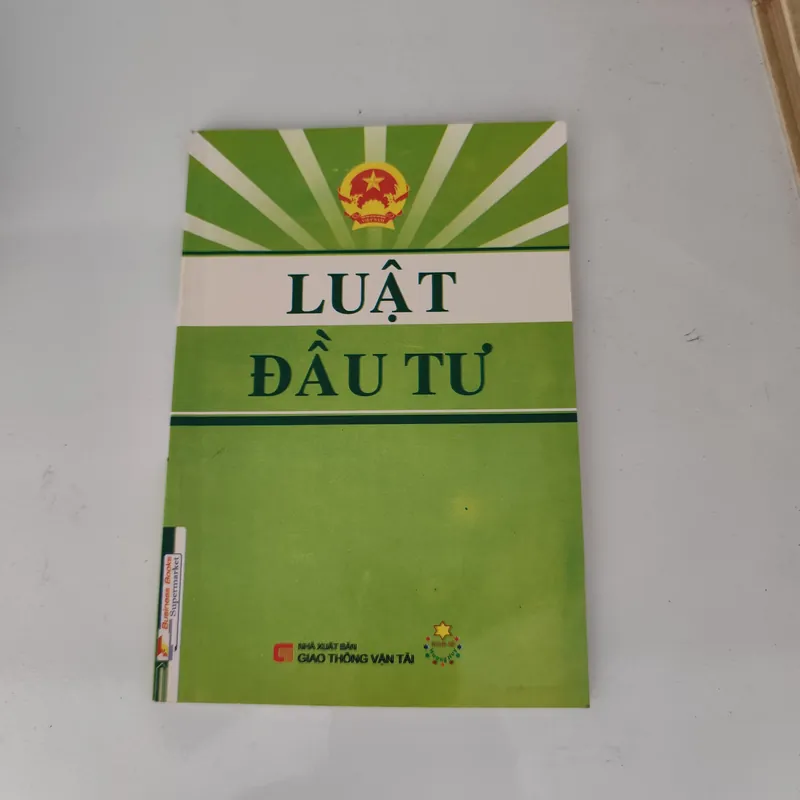 LUẬT
ĐẦU TƯ
Business Books
Supermarket
NHÀ XUẤT BẢN
GIAO THÔNG VẬN TẢI